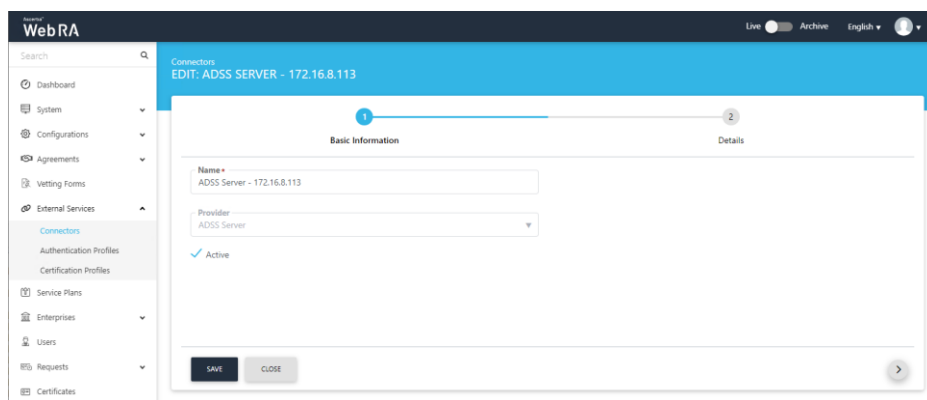 Ascertia
WebRA
Live Archive English
Search
Dashboard
System
Configurations
Agreements
Vetting Forms
External Services
Connectors
Authentication Profiles
Certification Profiles
Service Plans
Enterprises
Users
Requests
Certificates
Connectors
EDIT: ADSS SERVER - 172.16.8.113
1 2
Basic Information Details
Name*
ADSS Server - 172.16.8.113
Provider
ADSS Server
Active
SAVE CLOSE